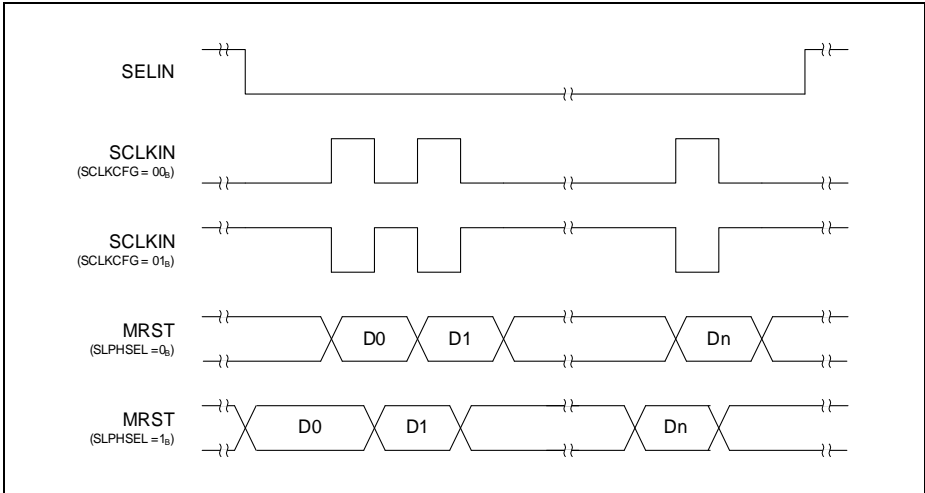 SELIN
SCLKIN
(SCLKCFG = 00B)
SCLKIN
(SCLKCFG = 01B)
MRST
(SLPHSEL =0B)
D0 D1 Dn
MRST
(SLPHSEL =1B)
D0 D1 Dn